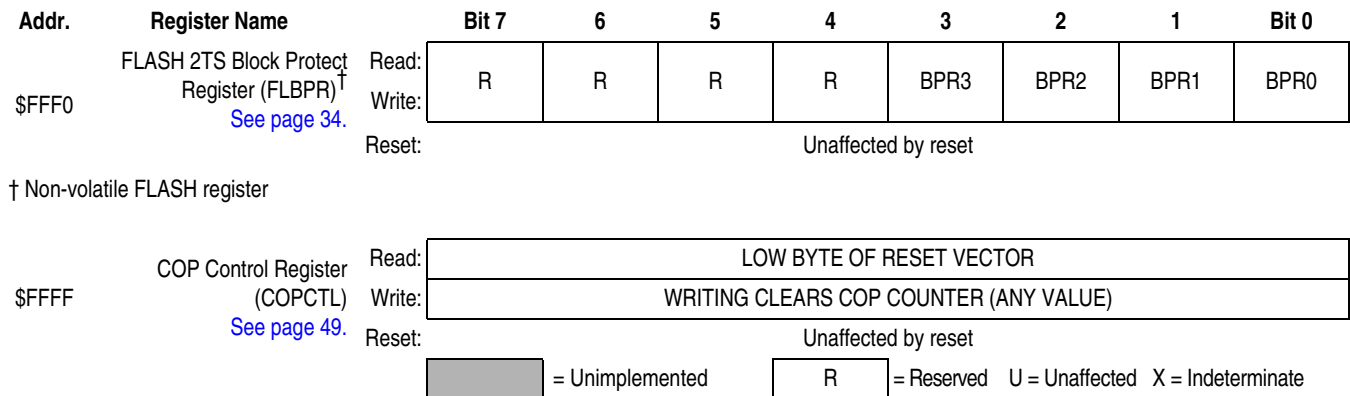 Addr. Register Name Bit 7 6 5 4 3 2 1 Bit 0
$FFF0 FLASH 2TS Block Protect
Register (FLBPR)†
See page 34.
Read:
Write:
R R R R BPR3 BPR2 BPR1 BPR0
Reset: Unaffected by reset
† Non-volatile FLASH register
$FFFF COP Control Register
(COPCTL)
See page 49.
Read: LOW BYTE OF RESET VECTOR
Write: WRITING CLEARS COP COUNTER (ANY VALUE)
Reset: Unaffected by reset
= Unimplemented R = Reserved U = Unaffected X = Indeterminate